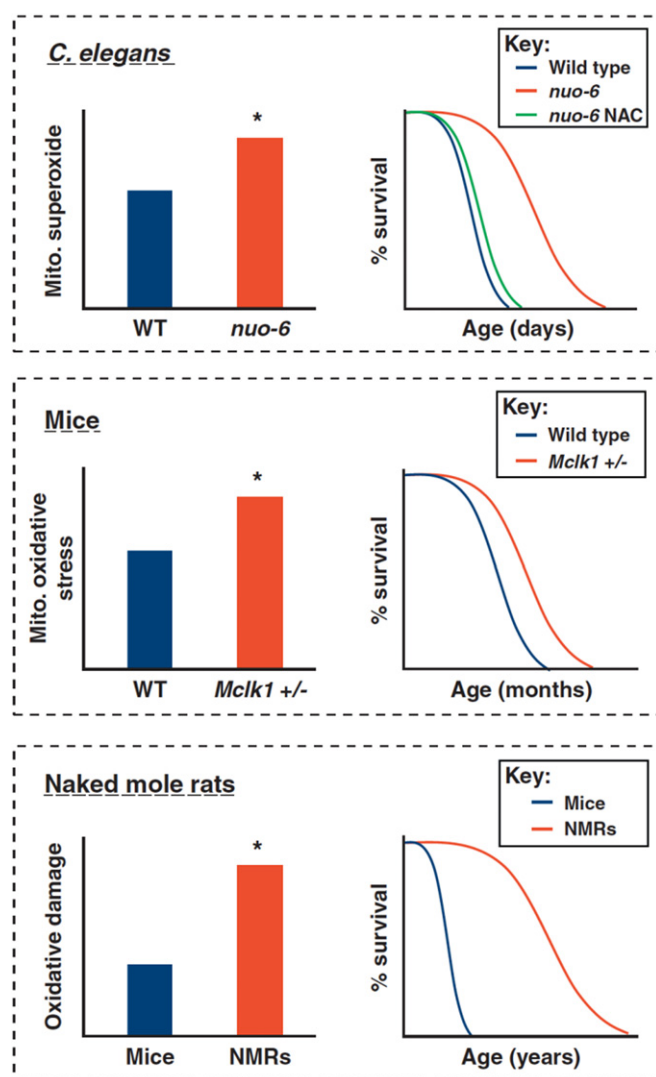 C. elegans
Key:
Wild type
nuo-6
nuo-6 NAC
Mito. superoxide
*
WT
nuo-6
% survival
Age (days)
Mice
Key:
Wild type
Mclk1 +/-
Mito. oxidative
stress
*
WT
Mclk1 +/-
% survival
Age (months)
Naked mole rats
Key:
Mice
NMRs
Oxidative damage
*
Mice
NMRs
% survival
Age (years)